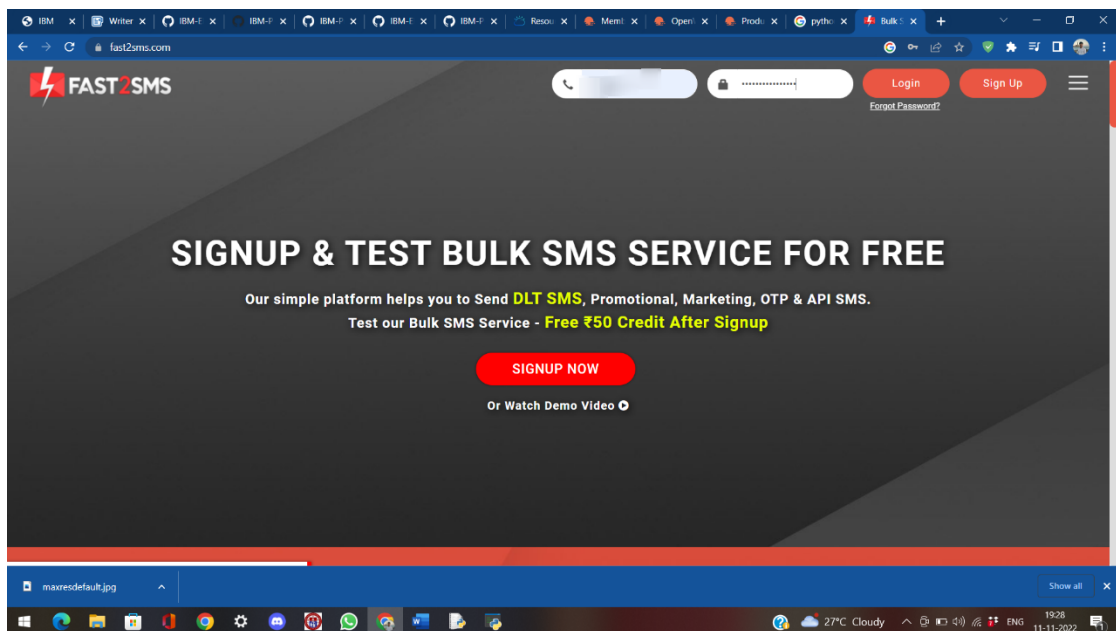 IBM
Writer
IBM-E
IBM-P
IBM-P
IBM-E
IBM-P
Resou
Memb
Open
Produ
pytho
Bulk S
fast2sms.com
FAST2SMS
Login
Sign Up
Forgot Password?
SIGNUP & TEST BULK SMS SERVICE FOR FREE
Our simple platform helps you to Send DLT SMS, Promotional, Marketing, OTP & API SMS.
Test our Bulk SMS Service - Free ₹50 Credit After Signup
SIGNUP NOW
Or Watch Demo Video
maxresdefault.jpg
Show all
27°C Cloudy
ENG
19:28
11-11-2022